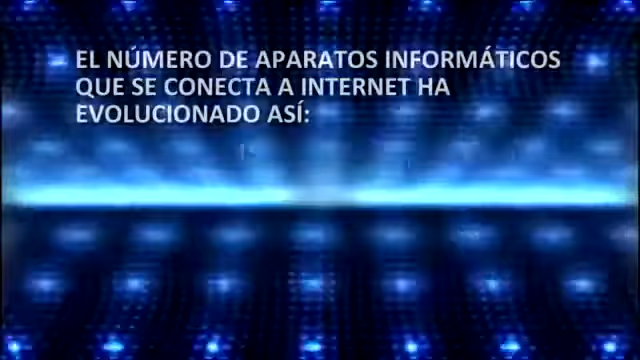 EL NÚMERO DE APARATOS INFORMÁTICOS
QUE SE CONECTA A INTERNET HA
EVOLUCIONADO ASÍ: